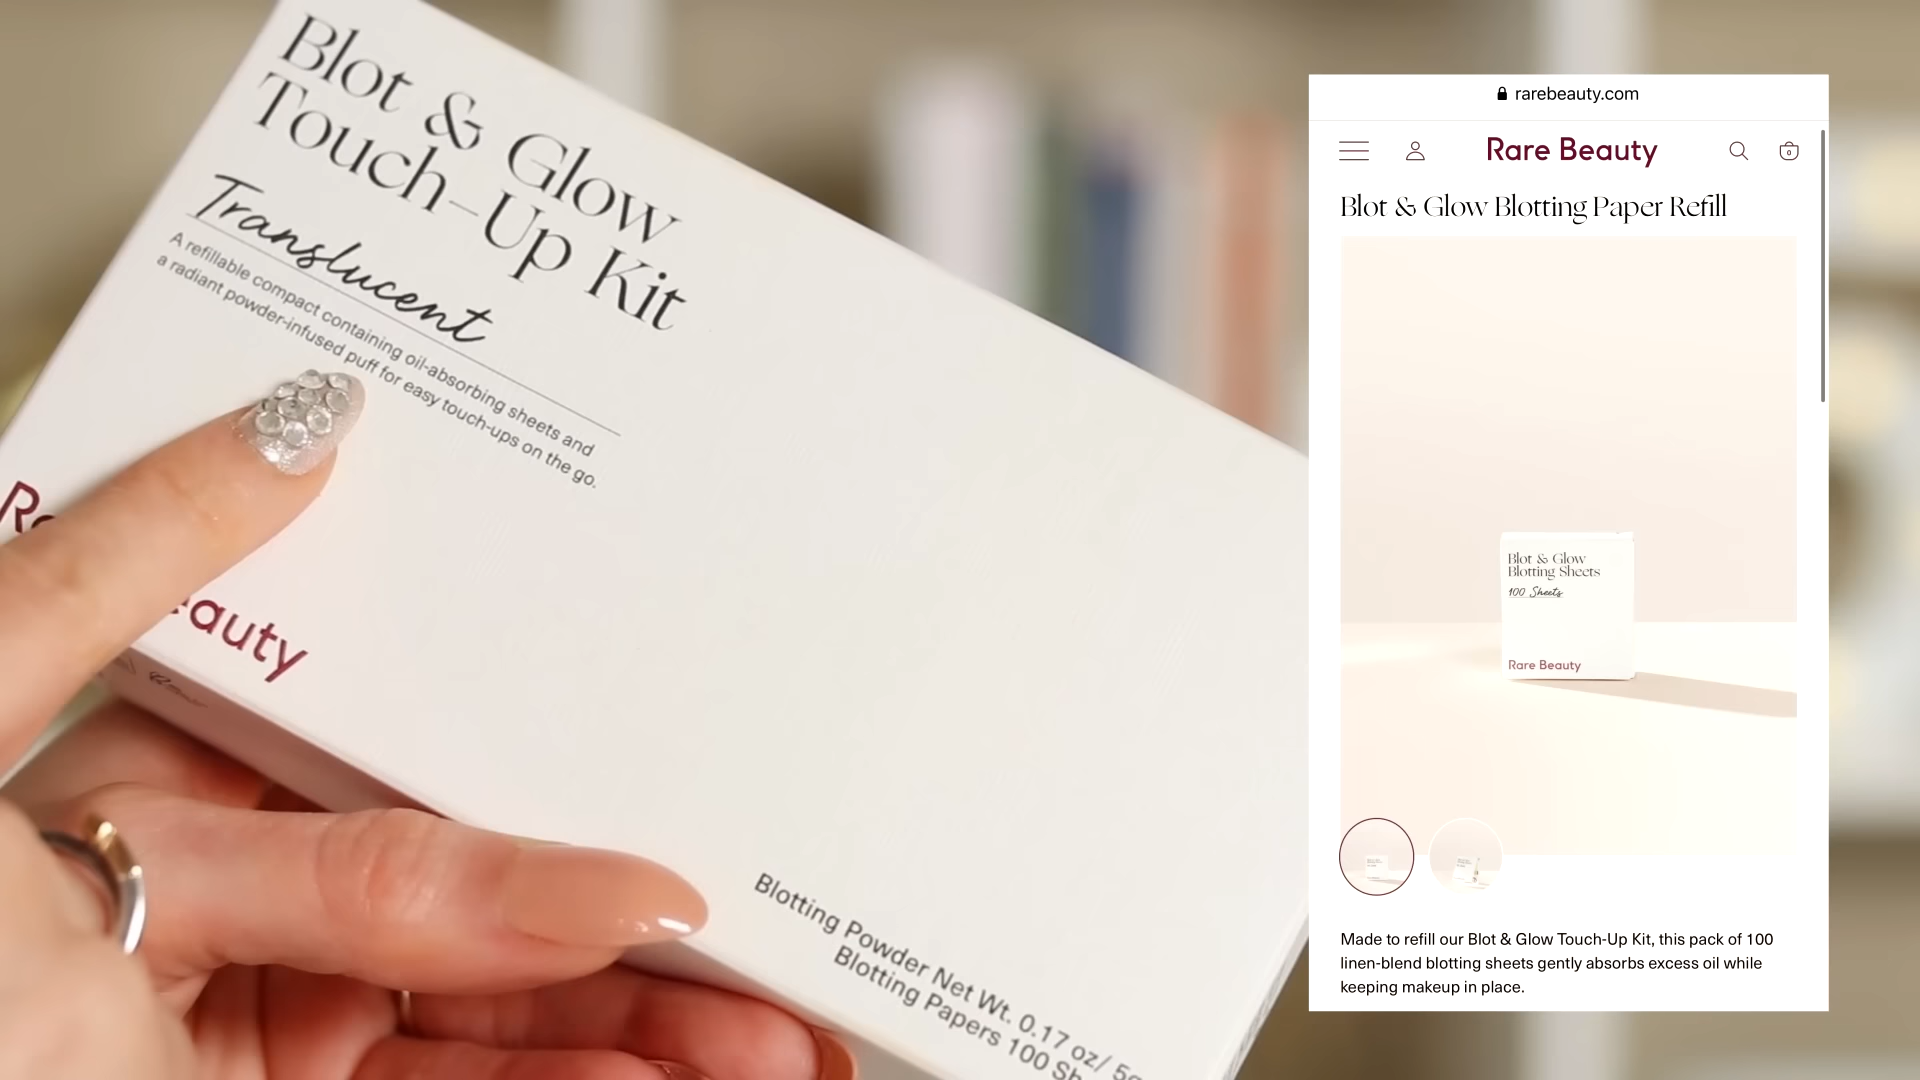 Blot & Glow
Touch-Up Kit
Translucent
A refillable compact containing oil-absorbing sheets and
a radiant powder-infused puff for easy touch-ups on the go.
eauty
Blotting Powder Net Wt. 0.17 oz/ 5g
Blotting Papers 100 Sh
rarebeauty.com
Rare Beauty
0
Blot & Glow Blotting Paper Refill
Blot & Glow
Blotting Sheets
100 Sheets
Rare Beauty
Made to refill our Blot & Glow Touch-Up Kit, this pack of 100
linen-blend blotting sheets gently absorbs excess oil while
keeping makeup in place.